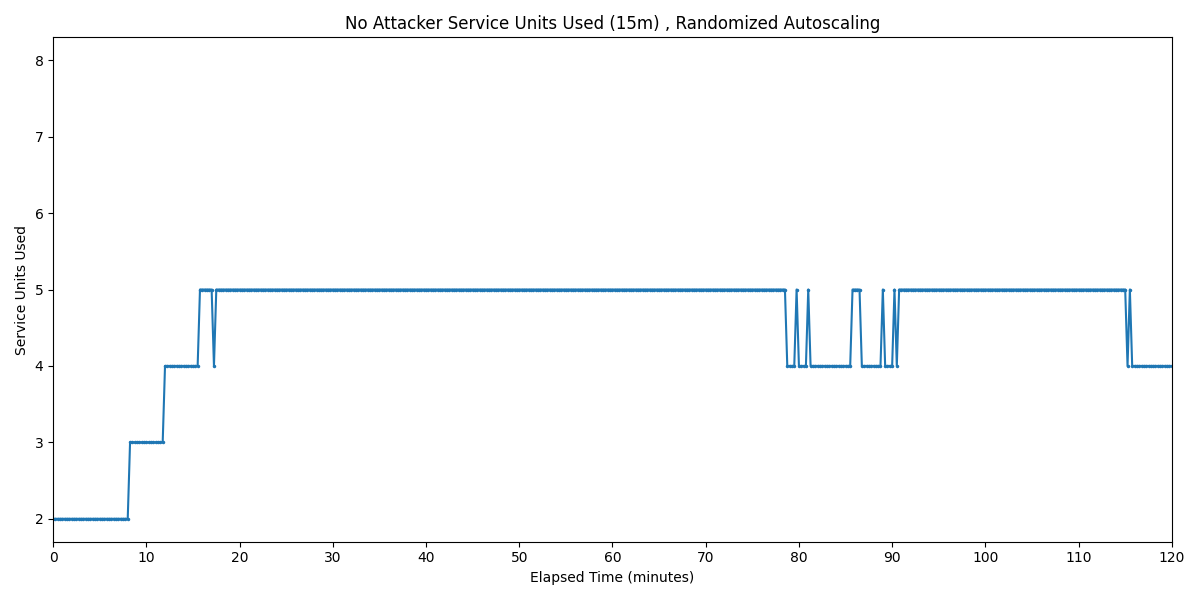 No Attacker Service Units Used (15m) , Randomized Autoscaling
Service Units Used
8
7
6
5
4
3
2
0 10 20 30 40 50 60 70 80 90 100 110 120
Elapsed Time (minutes)